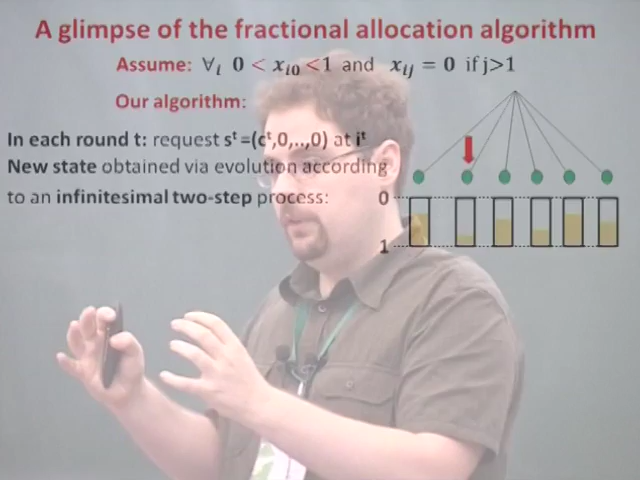 A glimpse of the fractional allocation algorithm
Assume: ∀ᵢ 0 < xᵢ₀ <1 and xᵢⱼ = 0 if j>1
Our algorithm:
In each round t: request sᵗ=(cᵗ,0,..,0) at iᵗ
New state obtained via evolution according
to an infinitesimal two-step process:
0
1